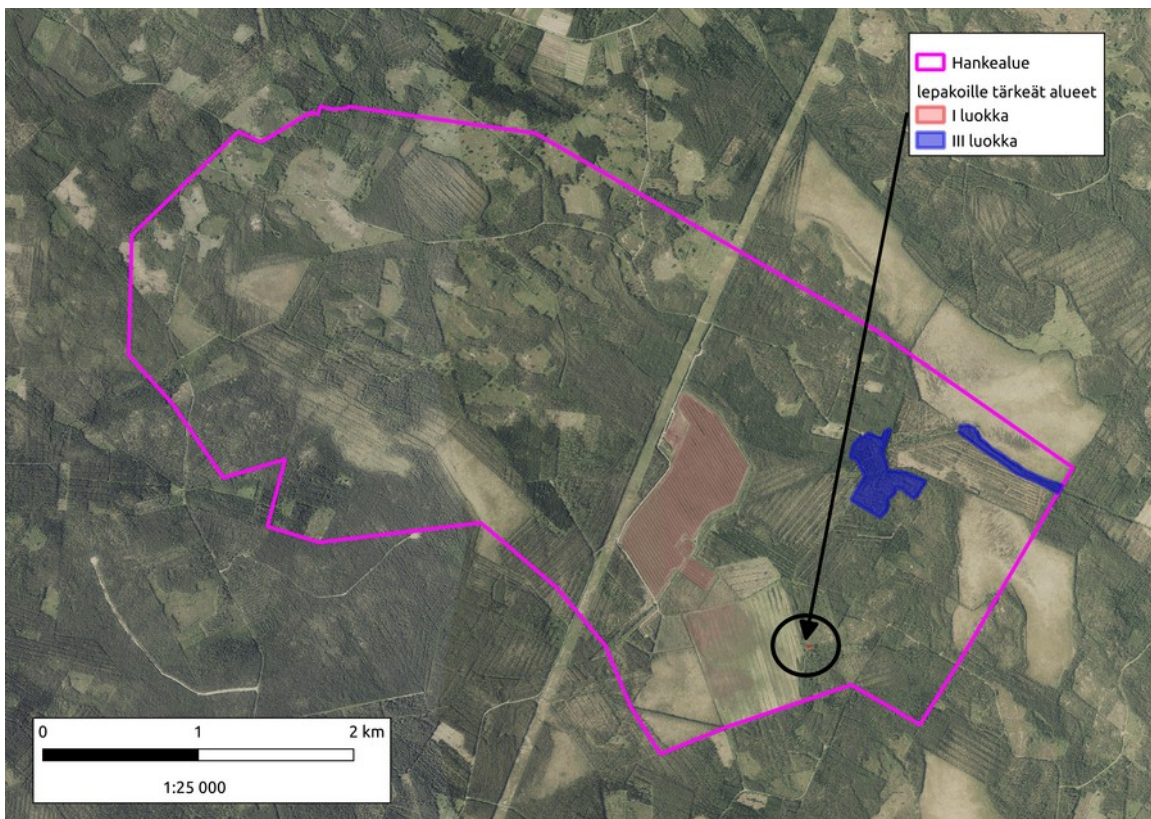 Hankealue
lepakoille tärkeät alueet
I luokka
III luokka
0 1 2 km
1:25 000